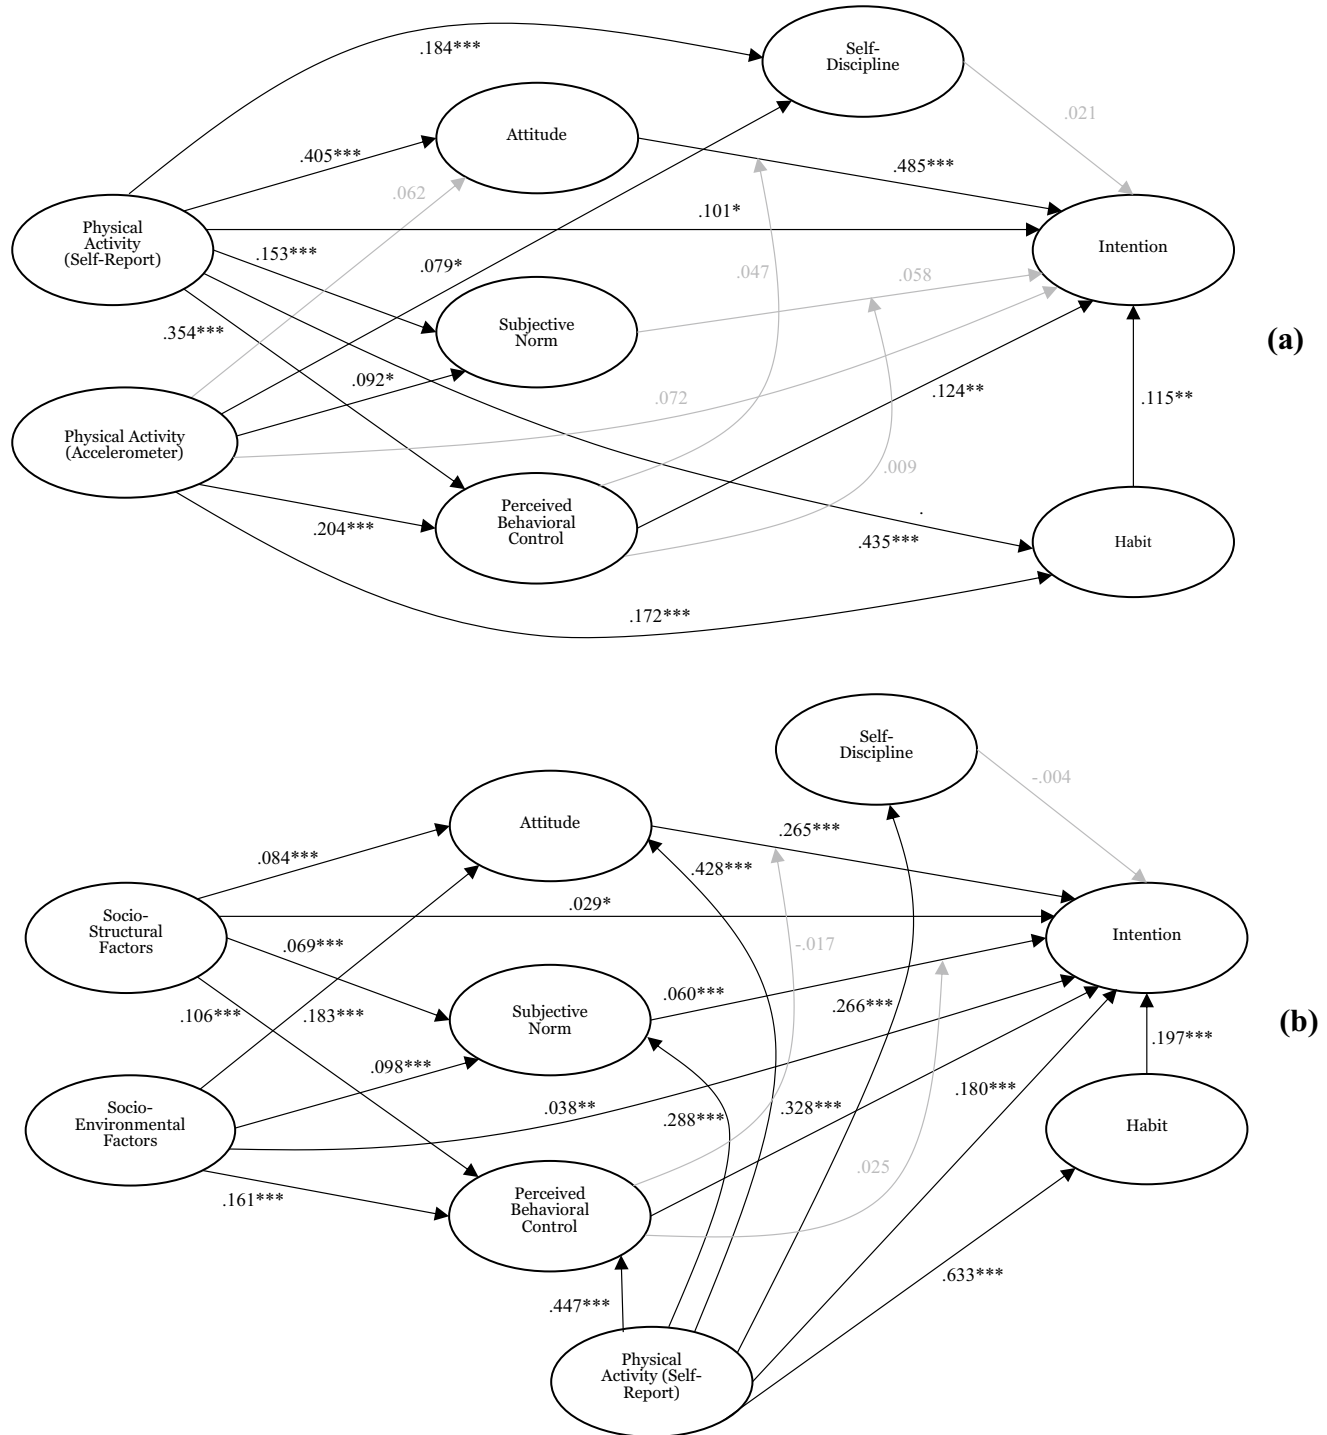 Self-
Discipline
.184***
.021
Attitude
.405***
.485***
.062
Physical
Activity
(Self-Report)
.101*
Intention
.153***
.079*
.047
.058
Subjective
Norm
.354***
(a)
.092*
.072
.124**
.115**
Physical Activity
(Accelerometer)
.009
Perceived
Behavioral
Control
.204***
.
.435***
Habit
.172***
Self-
Discipline
-.004
Attitude
.265***
.084***
.428***
Socio-
Structural
Factors
.029*
Intention
.069***
-.017
.060***
Subjective
Norm
.106***
.183***
.266***
(b)
.098***
.197***
Socio-
Environmental
Factors
.038**
.288***
.328***
.180***
Habit
.025
.161***
Perceived
Behavioral
Control
.633***
.447***
Physical
Activity (Self-
Report)